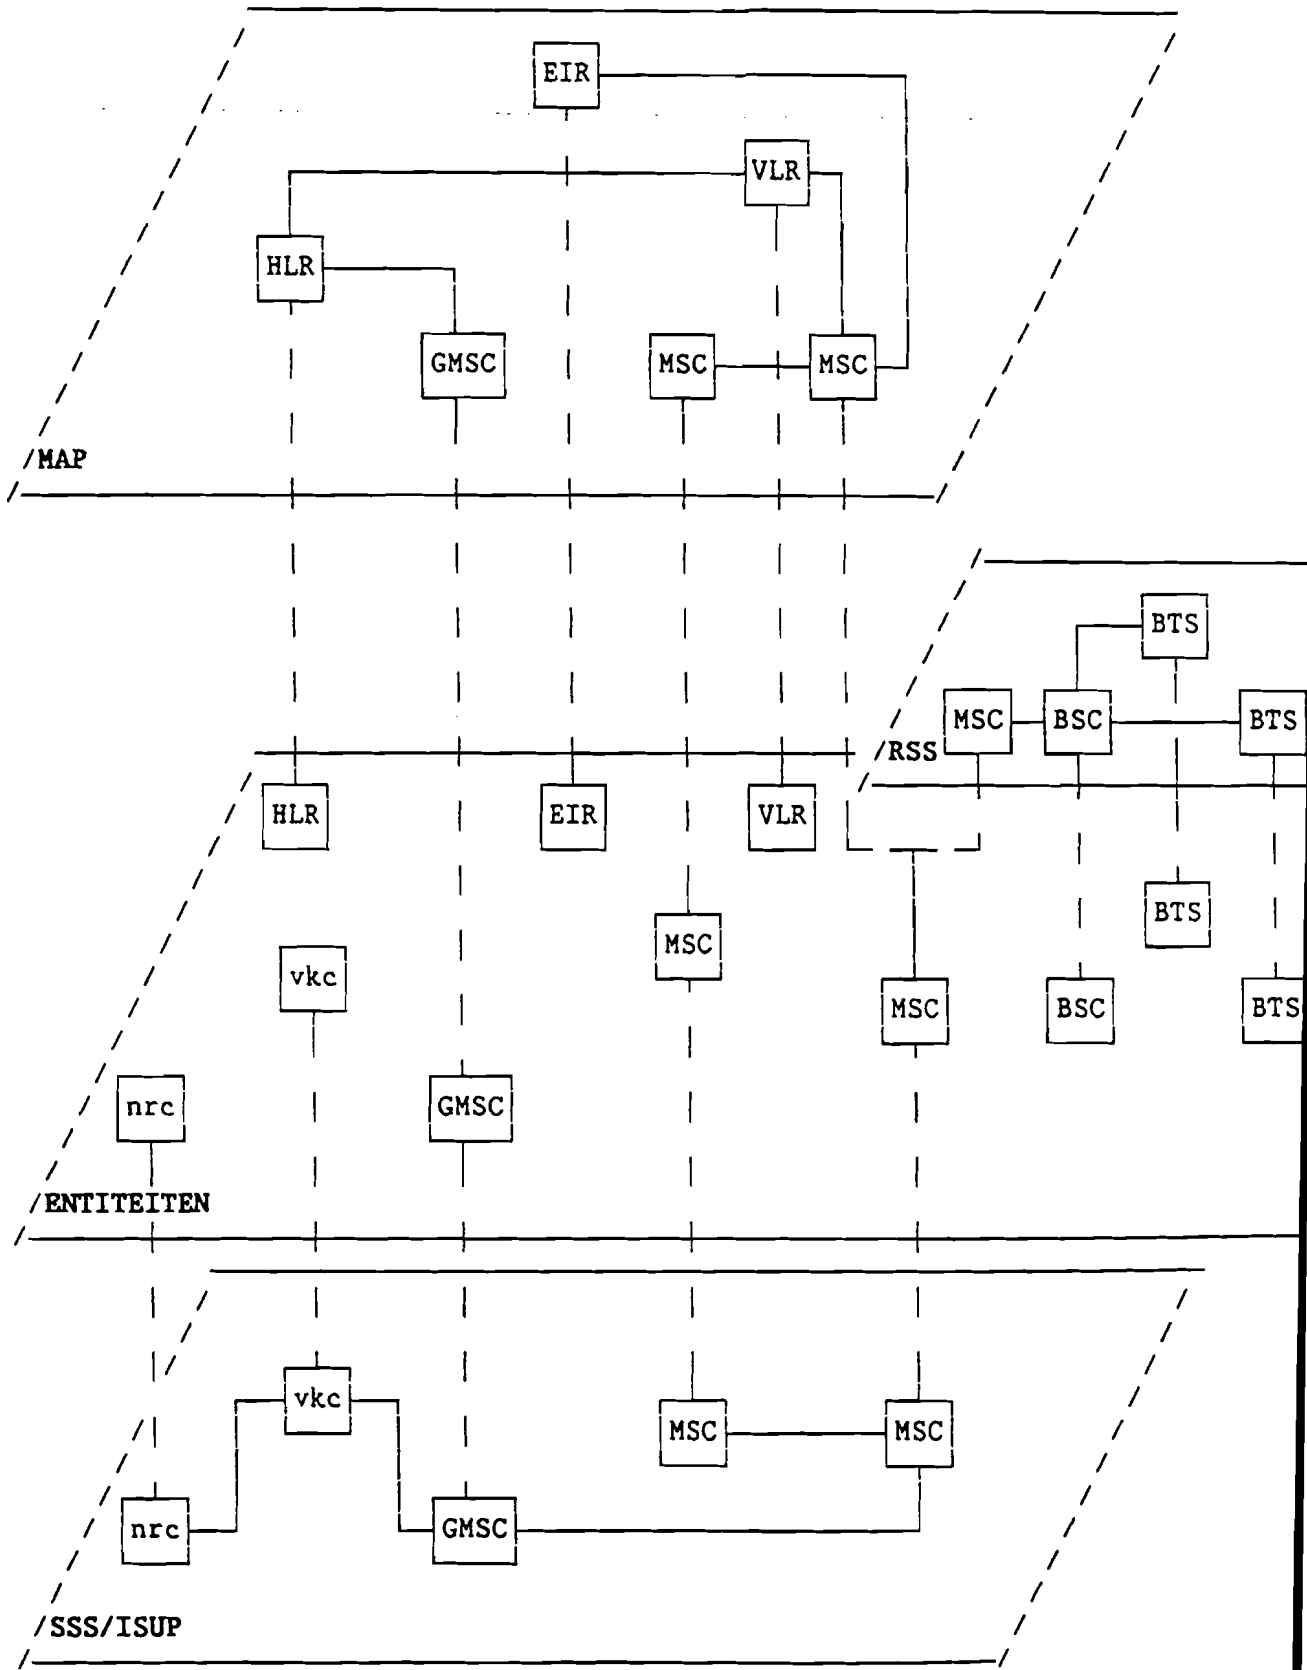 EIR
VLR
HLR
GMSC MSC MSC
MAP
BTS
MSC BSC BTS
RSS
HLR EIR VLR
BTS
MSC
vkc
MSC BSC BTS
nrc GMSC
ENTITEITEN
vkc
MSC MSC
nrc GMSC
SSS/ISUP